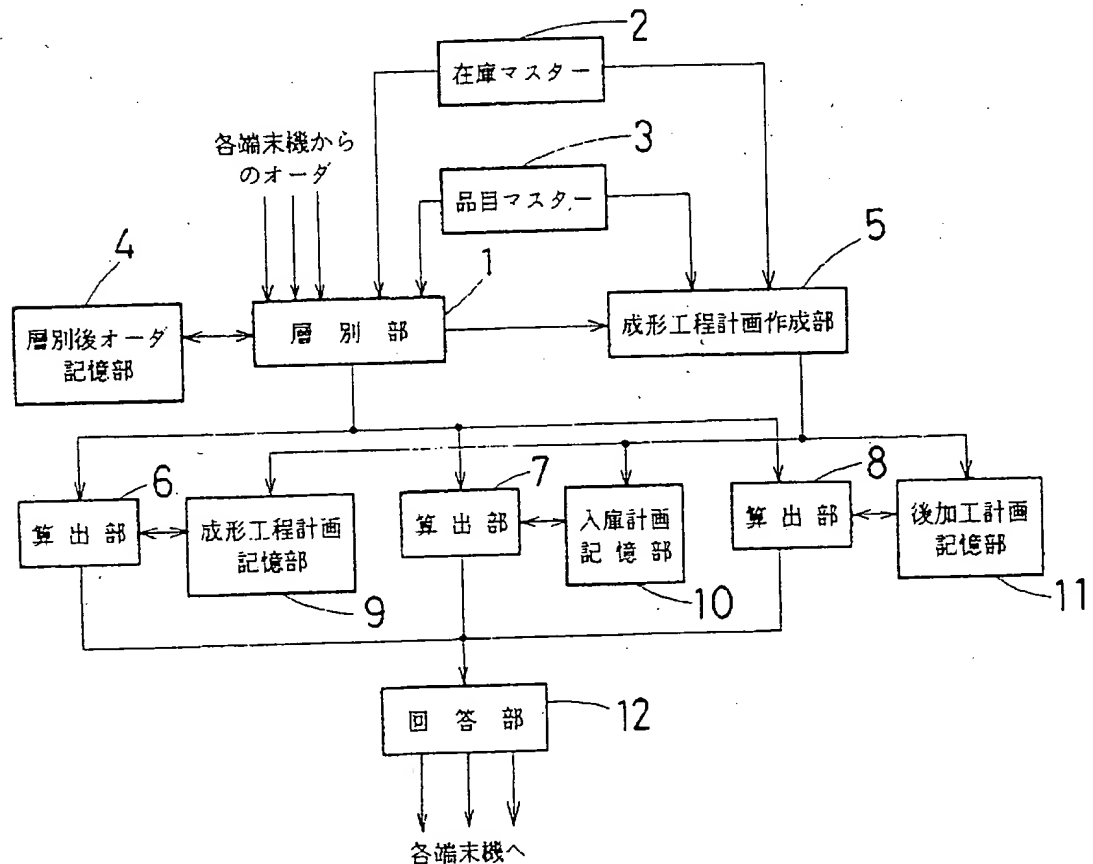 2
在庫マスター
各端末機から
のオーダ
3
品目マスター
4
1
5
層別後オーダ
記憶部
層別部
成形工程計画作成部
6
7
8
算出部
成形工程計画
記憶部
算出部
入庫計画
記憶部
算出部
後加工計画
記憶部
9
10
11
回答部
12
各端末機へ